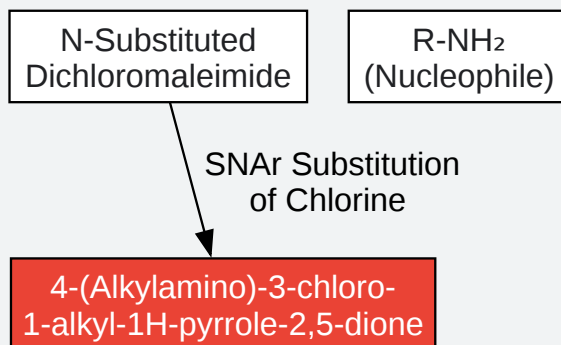 N-Substituted
Dichloromaleimide
R-NH₂
(Nucleophile)
SNAr Substitution
of Chlorine
4-(Alkylamino)-3-chloro-
1-alkyl-1H-pyrrole-2,5-dione